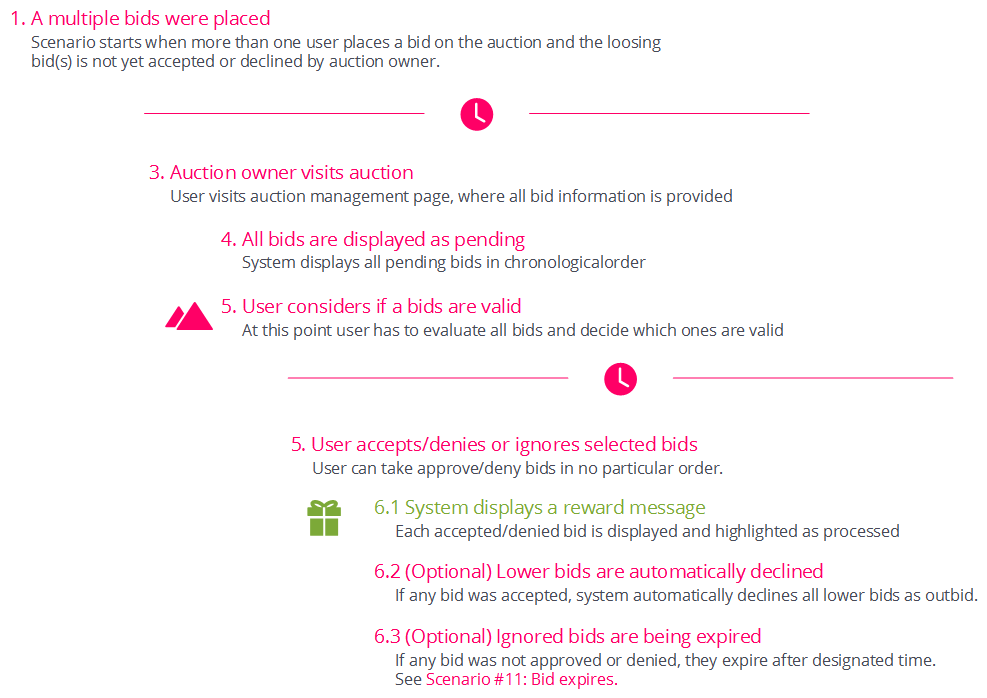 1. A multiple bids were placed
Scenario starts when more than one user places a bid on the auction and the loosing
bid(s) is not yet accepted or declined by auction owner.
3. Auction owner visits auction
User visits auction management page, where all bid information is provided
4. All bids are displayed as pending
System displays all pending bids in chronologicalorder
5. User considers if a bids are valid
At this point user has to evaluate all bids and decide which ones are valid
5. User accepts/denies or ignores selected bids
User can take approve/deny bids in no particular order.
6.1 System displays a reward message
Each accepted/denied bid is displayed and highlighted as processed
6.2 (Optional) Lower bids are automatically declined
If any bid was accepted, system automatically declines all lower bids as outbid.
6.3 (Optional) Ignored bids are being expired
If any bid was not approved or denied, they expire after designated time.
See Scenario #11: Bid expires.